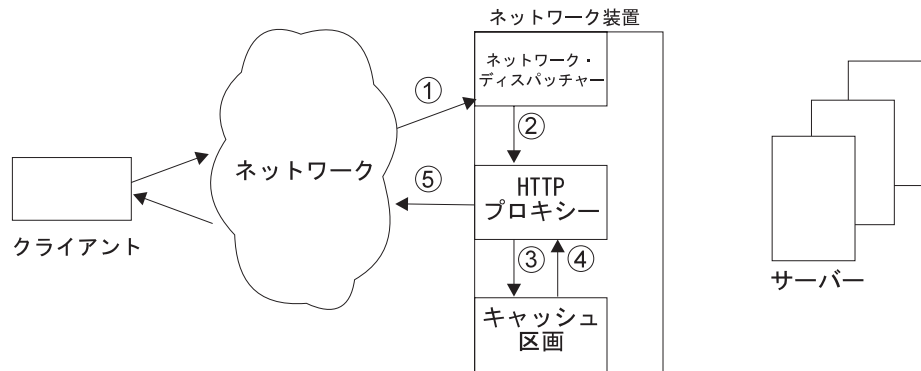 ネットワーク装置
ネットワーク・
ディスパッチャー
①
②
ネットワーク
⑤
HTTP
プロキシー
クライアント
③
④
サーバー
キャッシュ
区画